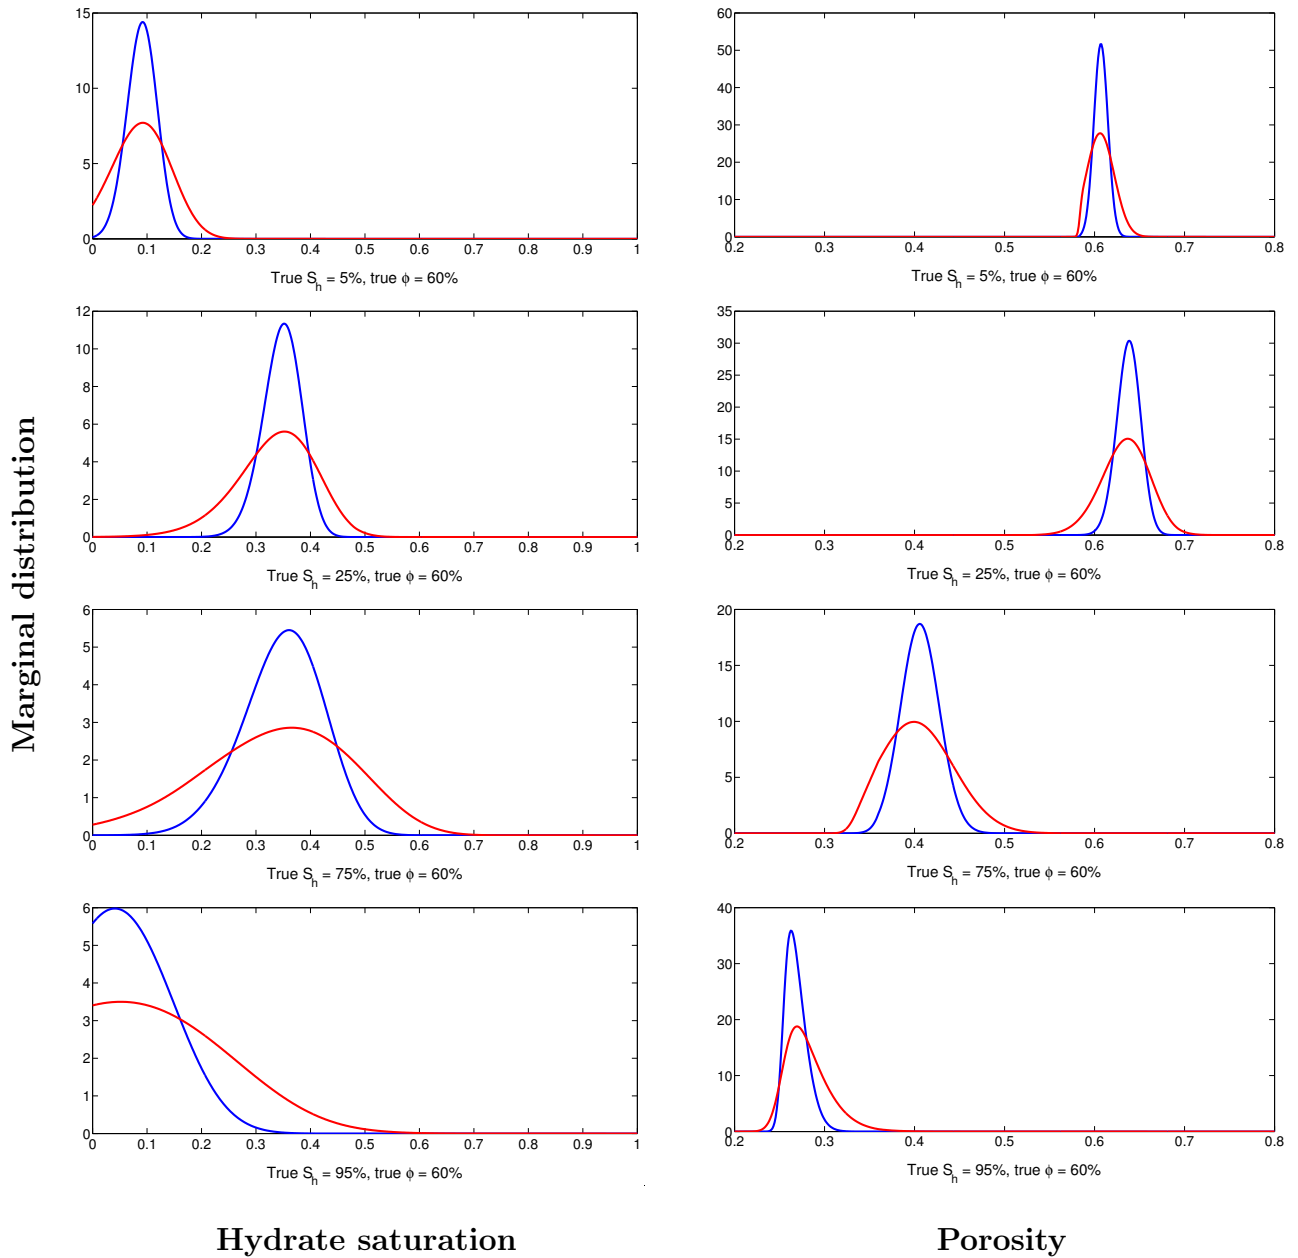 Marginal distribution
15
10
5
0
0 0.1 0.2 0.3 0.4 0.5 0.6 0.7 0.8 0.9 1
True S_h = 5%, true ϕ = 60%
60
50
40
30
20
10
0
0.2 0.3 0.4 0.5 0.6 0.7 0.8
True S_h = 5%, true ϕ = 60%
12
10
8
6
4
2
0
0 0.1 0.2 0.3 0.4 0.5 0.6 0.7 0.8 0.9 1
True S_h = 25%, true ϕ = 60%
35
30
25
20
15
10
5
0
0.2 0.3 0.4 0.5 0.6 0.7 0.8
True S_h = 25%, true ϕ = 60%
6
5
4
3
2
1
0
0 0.1 0.2 0.3 0.4 0.5 0.6 0.7 0.8 0.9 1
True S_h = 75%, true ϕ = 60%
20
15
10
5
0
0.2 0.3 0.4 0.5 0.6 0.7 0.8
True S_h = 75%, true ϕ = 60%
6
5
4
3
2
1
0
0 0.1 0.2 0.3 0.4 0.5 0.6 0.7 0.8 0.9 1
True S_h = 95%, true ϕ = 60%
40
30
20
10
0
0.2 0.3 0.4 0.5 0.6 0.7 0.8
True S_h = 95%, true ϕ = 60%
Hydrate saturation
Porosity